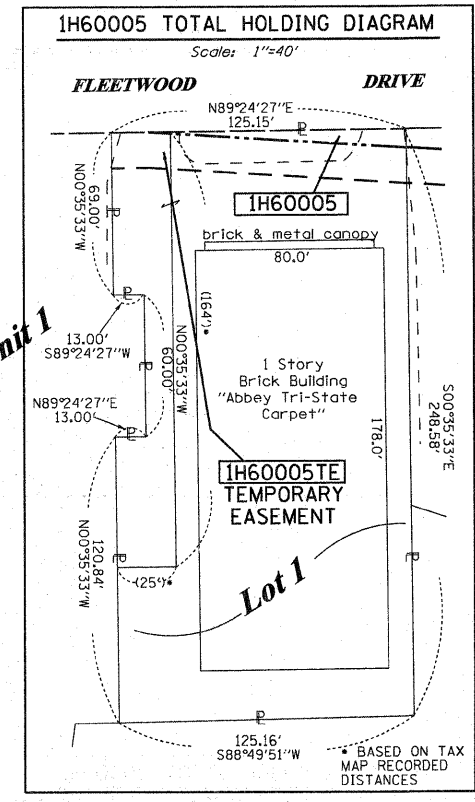 1H60005 TOTAL HOLDING DIAGRAM
Scale: 1"=40'
FLEETWOOD DRIVE
N89°24'27"E
125.15'
1H60005
N00°35'33"W
69.00'
brick & metal canopy
80.0'
13.00'
S89°24'27"W
nit 1
(164')*
N00°35'33"W
60.00'
1 Story
Brick Building
"Abbey Tri-State
Carpet"
N89°24'27"E
13.00'
178.0'
S00°35'33"E
248.58'
1H60005TE
TEMPORARY
EASEMENT
120.84'
N00°35'33"W
(25')*
Lot 1
125.16'
S88°49'51"W
* BASED ON TAX
MAP RECORDED
DISTANCES